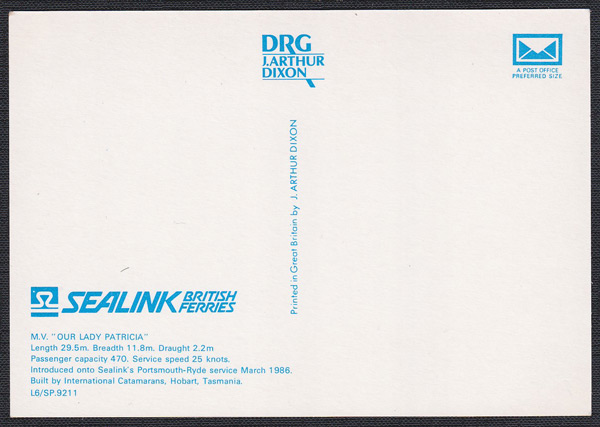 DRG
J.ARTHUR
DIXON
A POST OFFICE
PREFERRED SIZE
Printed in Great Britain by J. ARTHUR DIXON
SEALINK BRITISH
FERRIES
M.V. "OUR LADY PATRICIA"
Length 29.5m. Breadth 11.8m. Draught 2.2m
Passenger capacity 470. Service speed 25 knots.
Introduced onto Sealink's Portsmouth-Ryde service March 1986.
Built by International Catamarans, Hobart, Tasmania.
L6/SP.9211